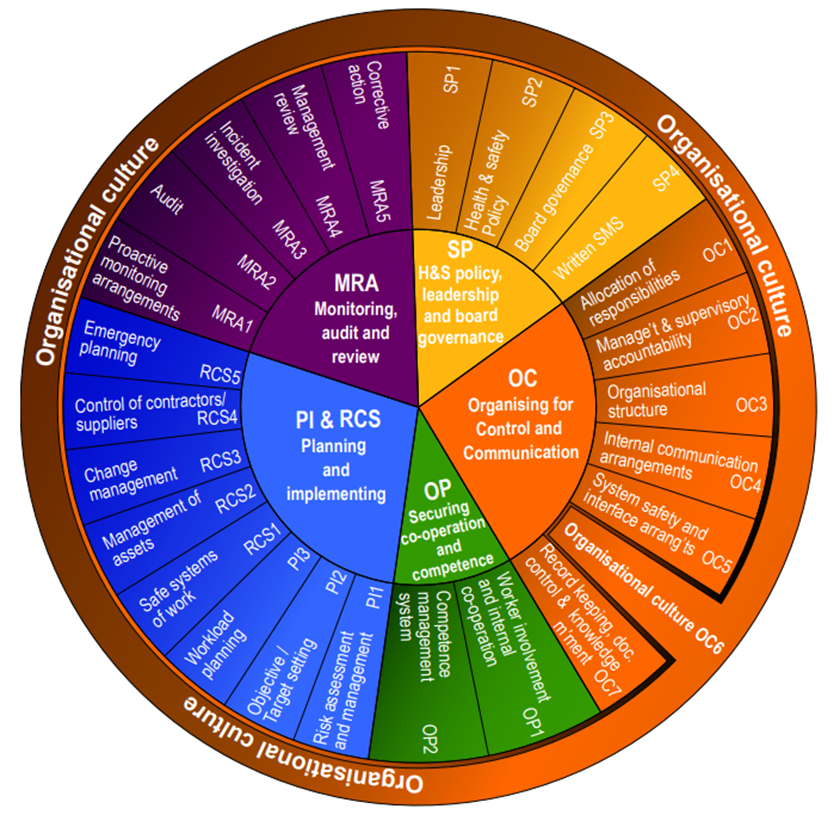 Organisational culture
Organisational culture
Organisational culture
SP
H&S policy,
leadership
and board
governance
SP1
Leadership
SP2
Health & safety
Policy
SP3
Board governance
SP4
Written SMS
OC
Organising for
Control and
Communication
Allocation of
responsibilities
OC1
Manage't & supervisory
accountability
OC2
Organisational
structure
OC3
Internal communication
arrangements
OC4
System safety and
interface arrang'ts
OC5
Organisational culture OC6
Record keeping, doc.
control & knowledge
m'ment
OC7
OP
Securing
co-operation
and
competence
Worker involvement
and internal
co-operation
OP1
Competence
management
system
OP2
PI & RCS
Planning
and
implementing
PI1
Risk assessment
and management
PI2
Objective /
Target setting
PI3
Workload
planning
RCS1
Safe systems
of work
RCS2
Management of
assets
RCS3
Change
management
RCS4
Control of contractors/
suppliers
RCS5
Emergency
planning
MRA
Monitoring,
audit and
review
MRA1
Proactive
monitoring
arrangements
MRA2
Audit
MRA3
Incident
investigation
MRA4
Management
review
MRA5
Corrective
action